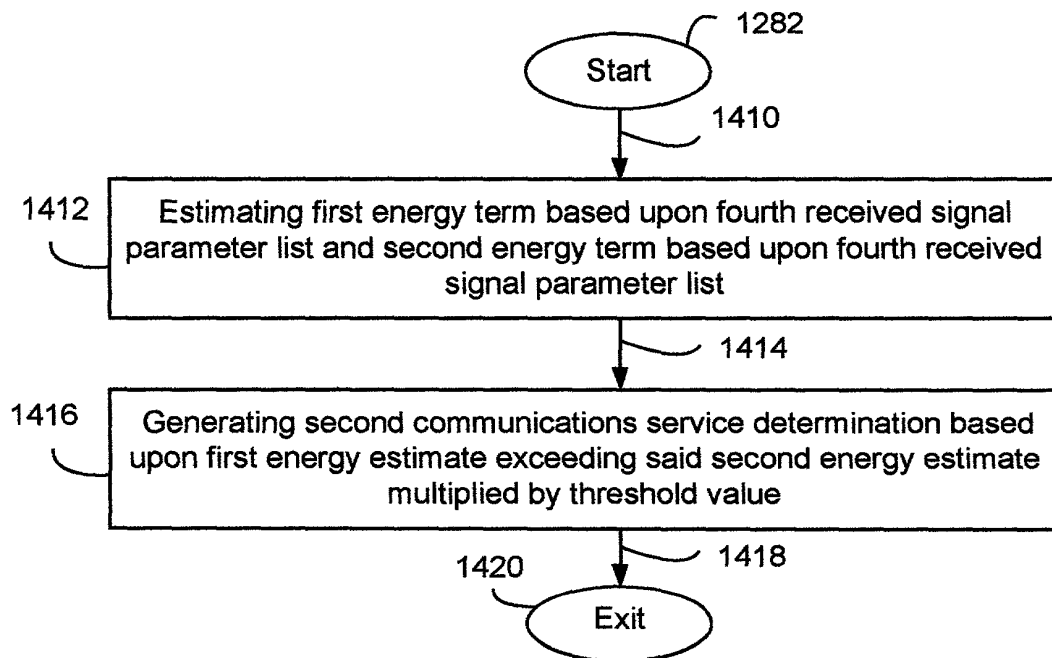 1282
Start
1410
1412
Estimating first energy term based upon fourth received signal
parameter list and second energy term based upon fourth received
signal parameter list
1414
1416
Generating second communications service determination based
upon first energy estimate exceeding said second energy estimate
multiplied by threshold value
1418
1420
Exit